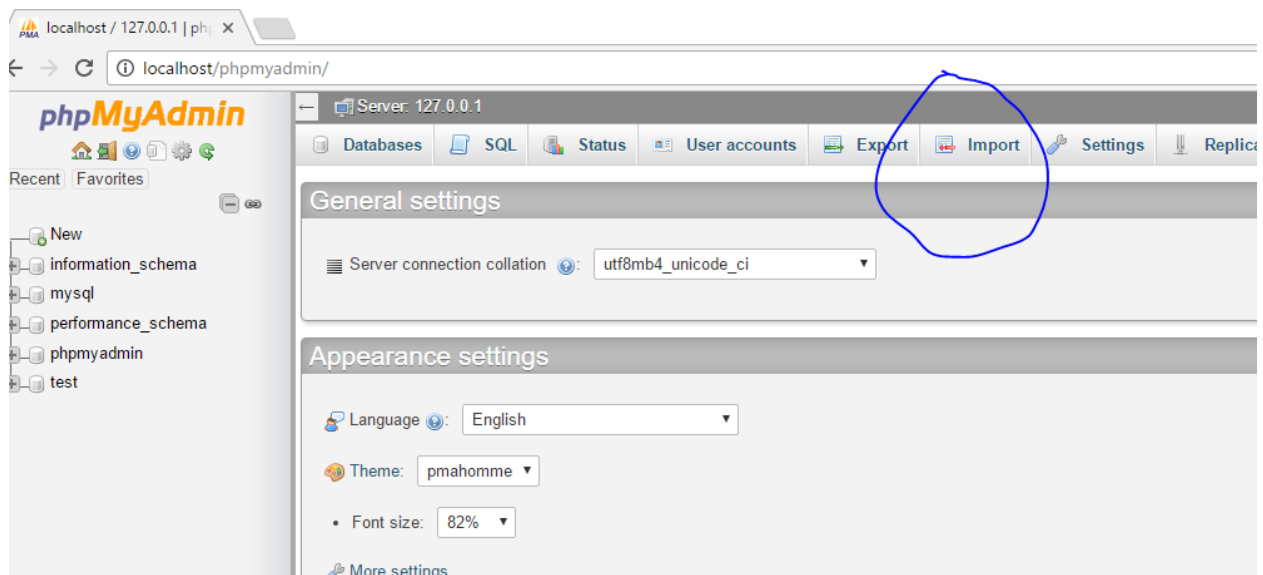 localhost / 127.0.0.1 | ph
localhost/phpmyadmin/
phpMyAdmin
Recent Favorites
New
information_schema
mysql
performance_schema
phpmyadmin
test
Server: 127.0.0.1
Databases SQL Status User accounts Export Import Settings Replica
General settings
Server connection collation : utf8mb4_unicode_ci
Appearance settings
Language : English
Theme: pmahomme
• Font size: 82%
More settings